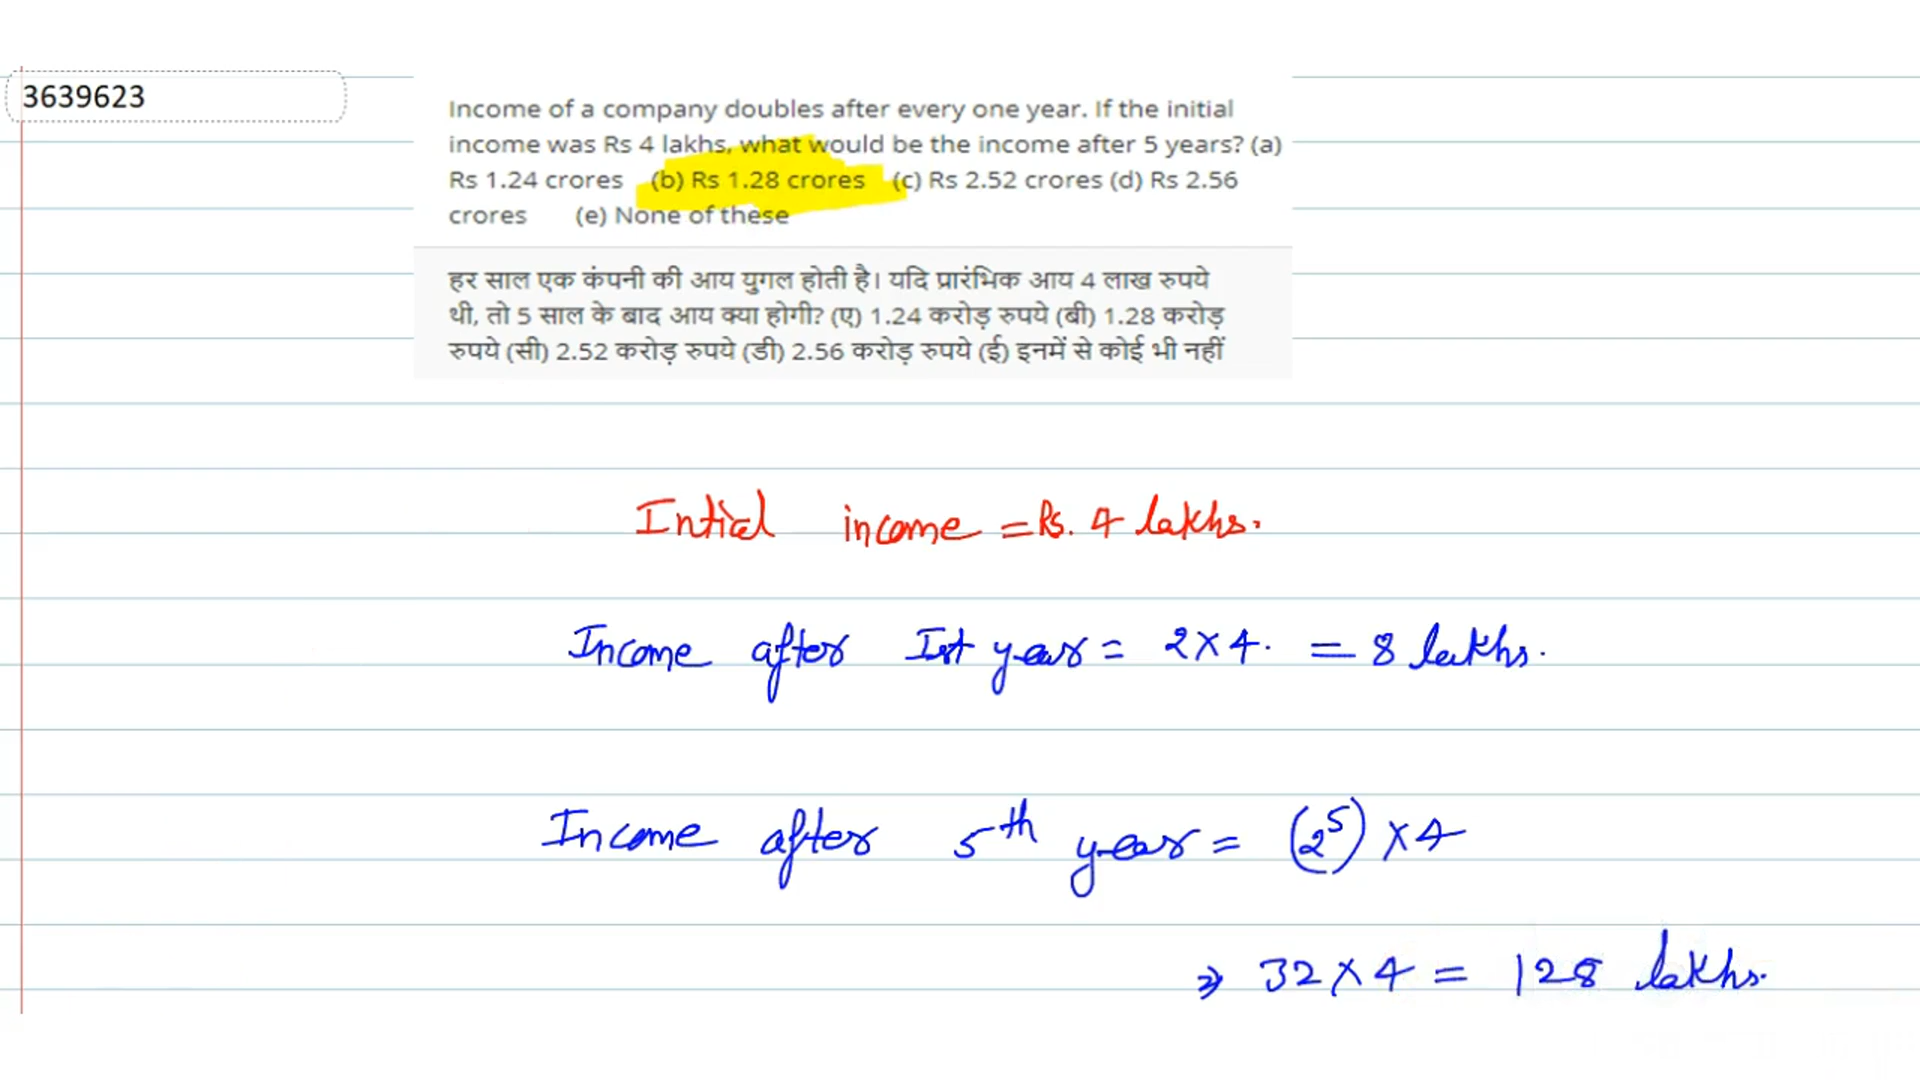 3639623
Income of a company doubles after every one year. If the initial
income was Rs 4 lakhs, what would be the income after 5 years? (a)
Rs 1.24 crores (b) Rs 1.28 crores (c) Rs 2.52 crores (d) Rs 2.56
crores (e) None of these
हर साल एक कंपनी की आय युगल होती है। यदि प्रारंभिक आय 4 लाख रुपये
थी, तो 5 साल के बाद आय क्या होगी? (ए) 1.24 करोड़ रुपये (बी) 1.28 करोड़
रुपये (सी) 2.52 करोड़ रुपये (डी) 2.56 करोड़ रुपये (ई) इनमें से कोई भी नहीं
Intial income = Rs. 4 lakhs.
Income after Ist year = 2 × 4. = 8 lakhs.
Income after 5th year = (2⁵) × 4
⇒ 32 × 4 = 128 lakhs.